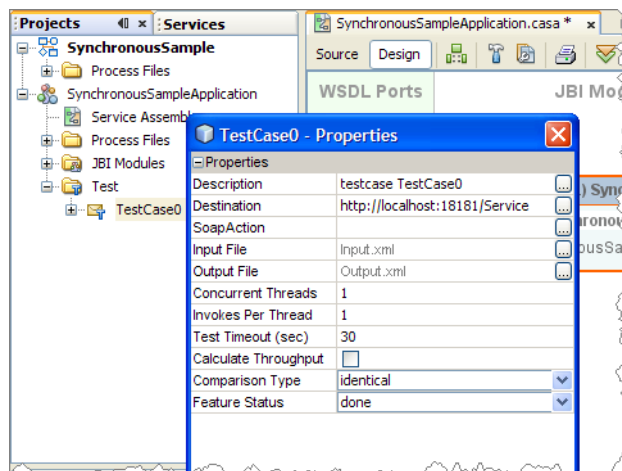 Projects
Services
SynchronousSampleApplication.casa *
SynchronousSample
Process Files
SynchronousSampleApplication
Service
Process Files
JBI Modules
Test
TestCase0
Source
Design
WSDL Ports
JBI
TestCase0 - Properties
Properties
Description testcase TestCase0 ...
Destination http://localhost:18181/Service ...
SoapAction ...
Input File Input.xml ...
Output File Output.xml ...
Concurrent Threads 1
Invokes Per Thread 1
Test Timeout (sec) 30
Calculate Throughput
Comparison Type identical
Feature Status done